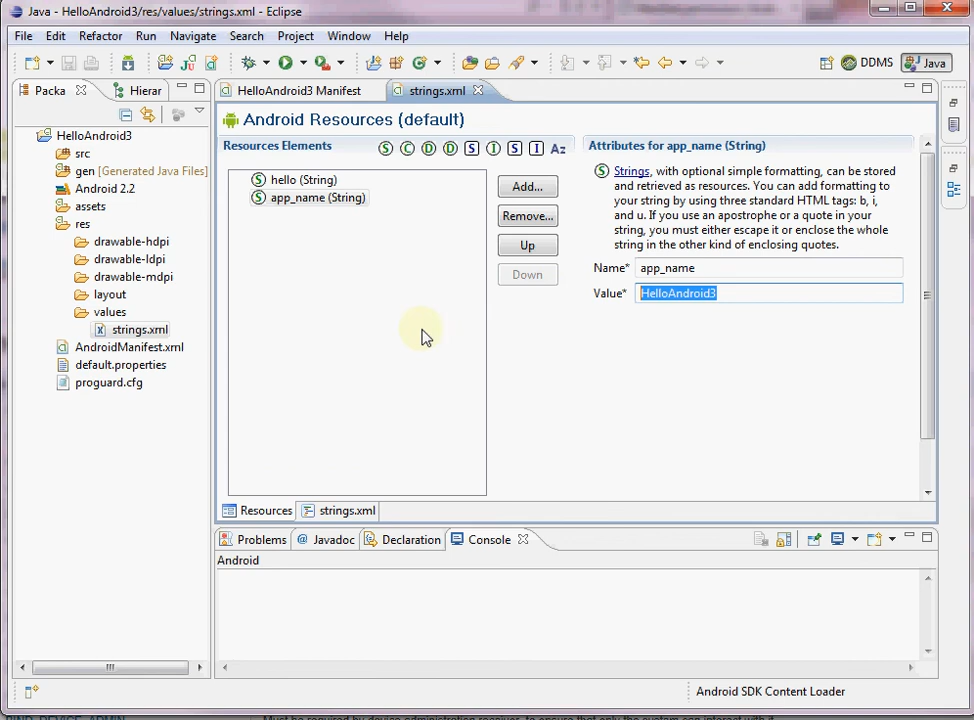 Java - HelloAndroid3/res/values/strings.xml - Eclipse
File Edit Refactor Run Navigate Search Project Window Help
DDMS Java
Packa Hierar
HelloAndroid3 Manifest strings.xml
HelloAndroid3
src
gen [Generated Java Files]
Android 2.2
assets
res
drawable-hdpi
drawable-ldpi
drawable-mdpi
layout
values
strings.xml
AndroidManifest.xml
default.properties
proguard.cfg
Android Resources (default)
Resources Elements
S C D D S I S I Az
hello (String)
app_name (String)
Add...
Remove...
Up
Down
Attributes for app_name (String)
Strings, with optional simple formatting, can be stored
and retrieved as resources. You can add formatting to
your string by using three standard HTML tags: b, i,
and u. If you use an apostrophe or a quote in your
string, you must either escape it or enclose the whole
string in the other kind of enclosing quotes.
Name* app_name
Value* HelloAndroid3
Resources strings.xml
Problems Javadoc Declaration Console
Android
Android SDK Content Loader